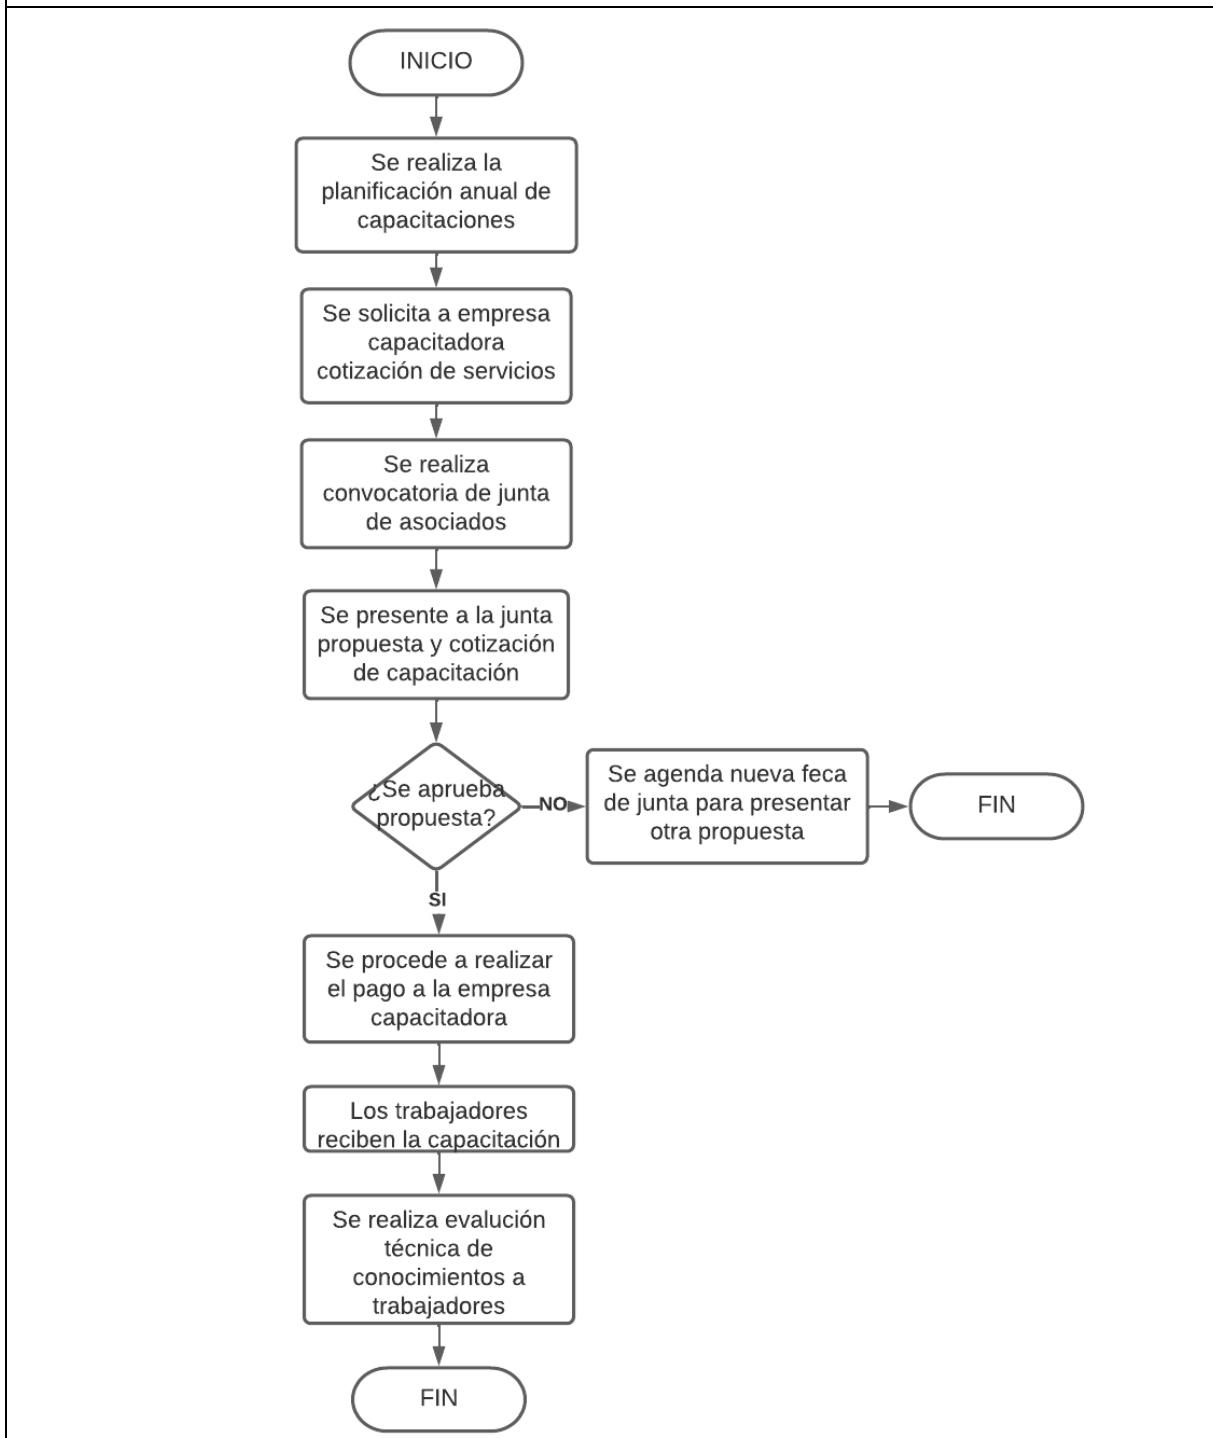 INICIO
Se realiza la
planificación anual de
capacitaciones
Se solicita a empresa
capacitadora
cotización de servicios
Se realiza
convocatoria de junta
de asociados
Se presente a la junta
propuesta y cotización
de capacitación
¿Se aprueba
propuesta?
NO
Se agenda nueva feca
de junta para presentar
otra propuesta
FIN
SI
Se procede a realizar
el pago a la empresa
capacitadora
Los trabajadores
reciben la capacitación
Se realiza evalución
técnica de
conocimientos a
trabajadores
FIN